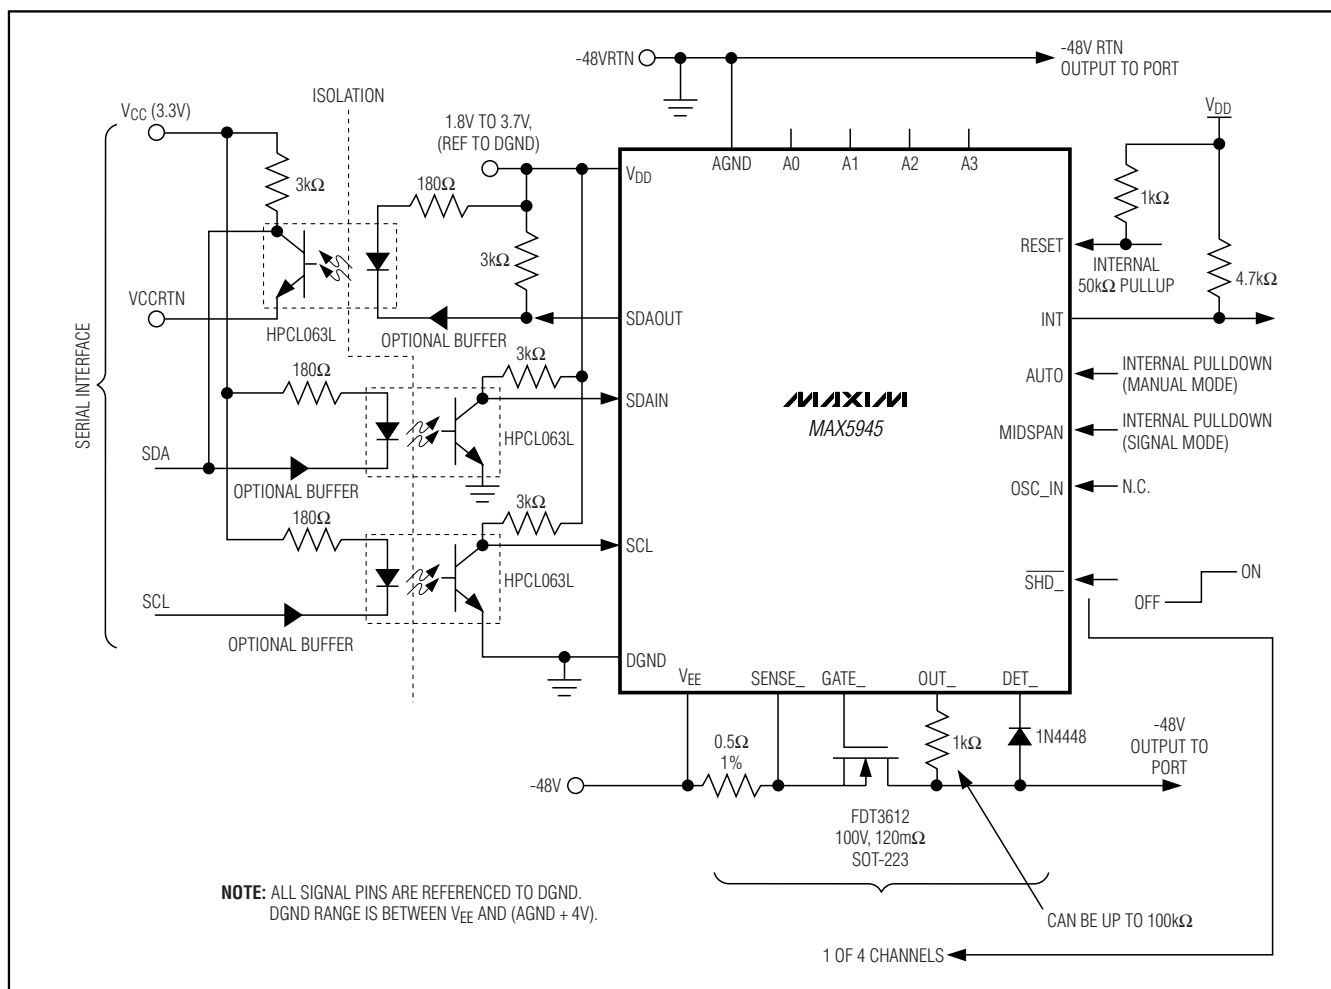 -48VRTN
-48V RTN
OUTPUT TO PORT
ISOLATION
VCC (3.3V)
1.8V TO 3.7V,
(REF TO DGND)
VDD
3kΩ
180Ω
VDD
AGND
A0
A1
A2
A3
1kΩ
3kΩ
RESET
INTERNAL
50kΩ PULLUP
4.7kΩ
VCCRTN
HPCL063L
OPTIONAL BUFFER
SDAOUT
INT
SERIAL INTERFACE
180Ω
3kΩ
SDAIN
HPCL063L
MAXIM
MAX5945
AUTO
INTERNAL PULLDOWN
(MANUAL MODE)
MIDSPAN
INTERNAL PULLDOWN
(SIGNAL MODE)
SDA
OPTIONAL BUFFER
OSC_IN
N.C.
180Ω
3kΩ
SCL
HPCL063L
SHD_
OFF
ON
SCL
OPTIONAL BUFFER
DGND
VEE
SENSE_
GATE_
OUT_
DET_
0.5Ω
1%
1kΩ
1N4448
-48V
OUTPUT TO
PORT
-48V
FDT3612
100V, 120mΩ
SOT-223
NOTE: ALL SIGNAL PINS ARE REFERENCED TO DGND.
DGND RANGE IS BETWEEN VEE AND (AGND + 4V).
CAN BE UP TO 100kΩ
1 OF 4 CHANNELS